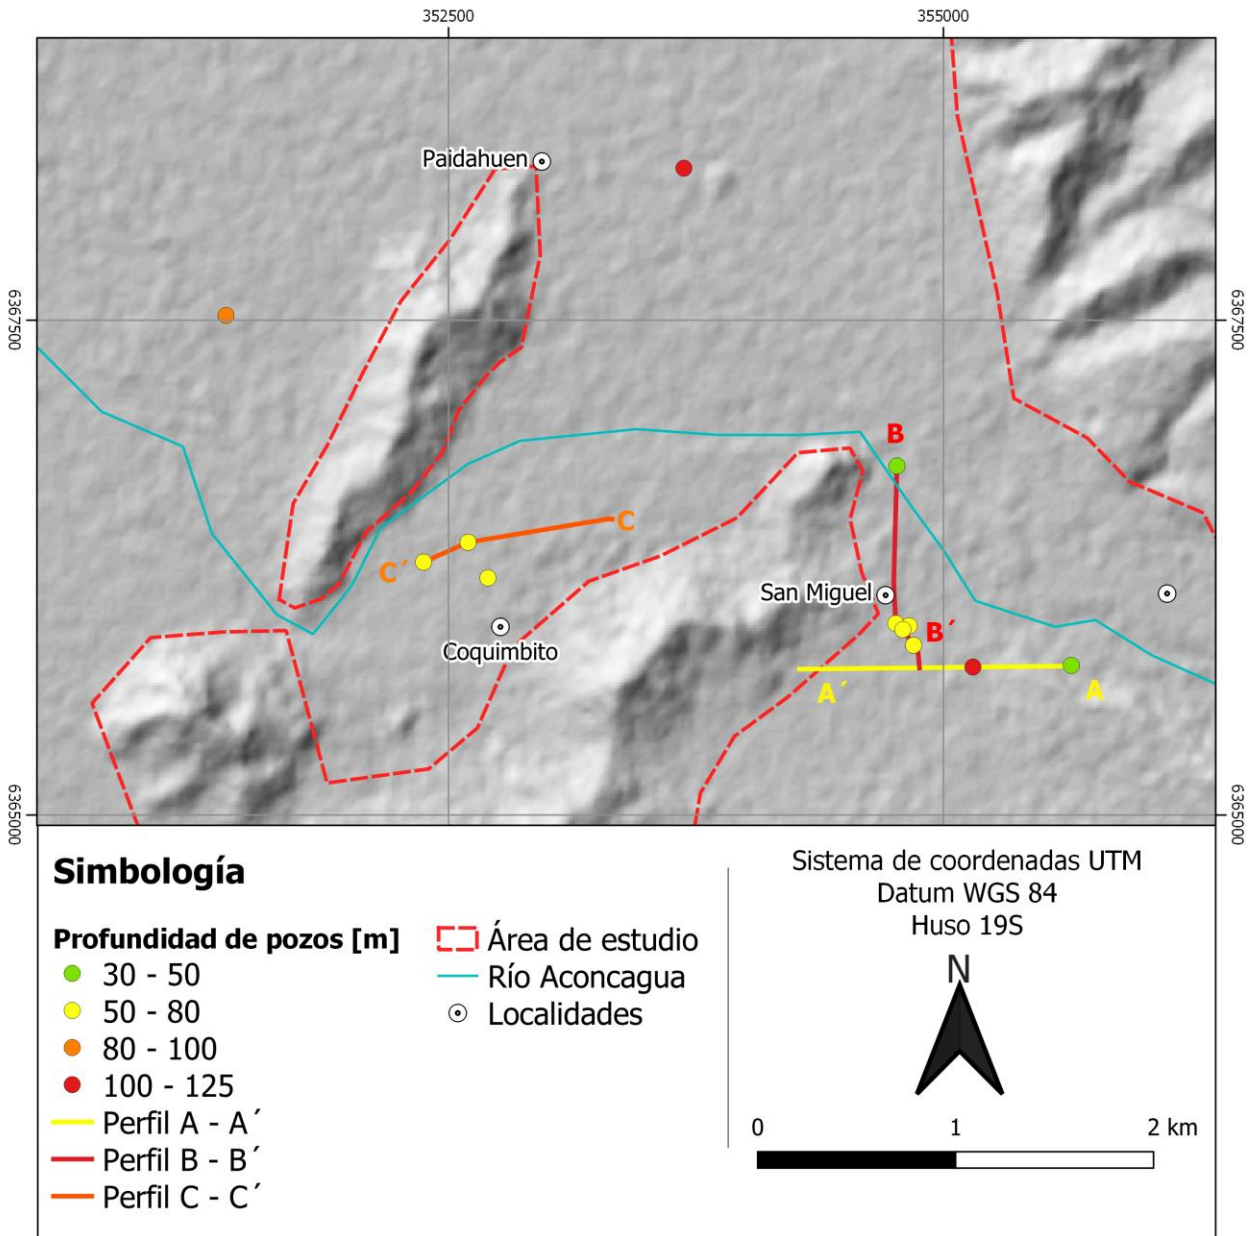 352500 355000
Paidahuen
6367500 6367500
B
C
C´
San Miguel
B´
Coquimbito
A´ A
6365000 6365000
Simbología
Profundidad de pozos [m]
30 - 50
50 - 80
80 - 100
100 - 125
Perfil A - A´
Perfil B - B´
Perfil C - C´
Área de estudio
Río Aconcagua
Localidades
Sistema de coordenadas UTM
Datum WGS 84
Huso 19S
N
0 1 2 km